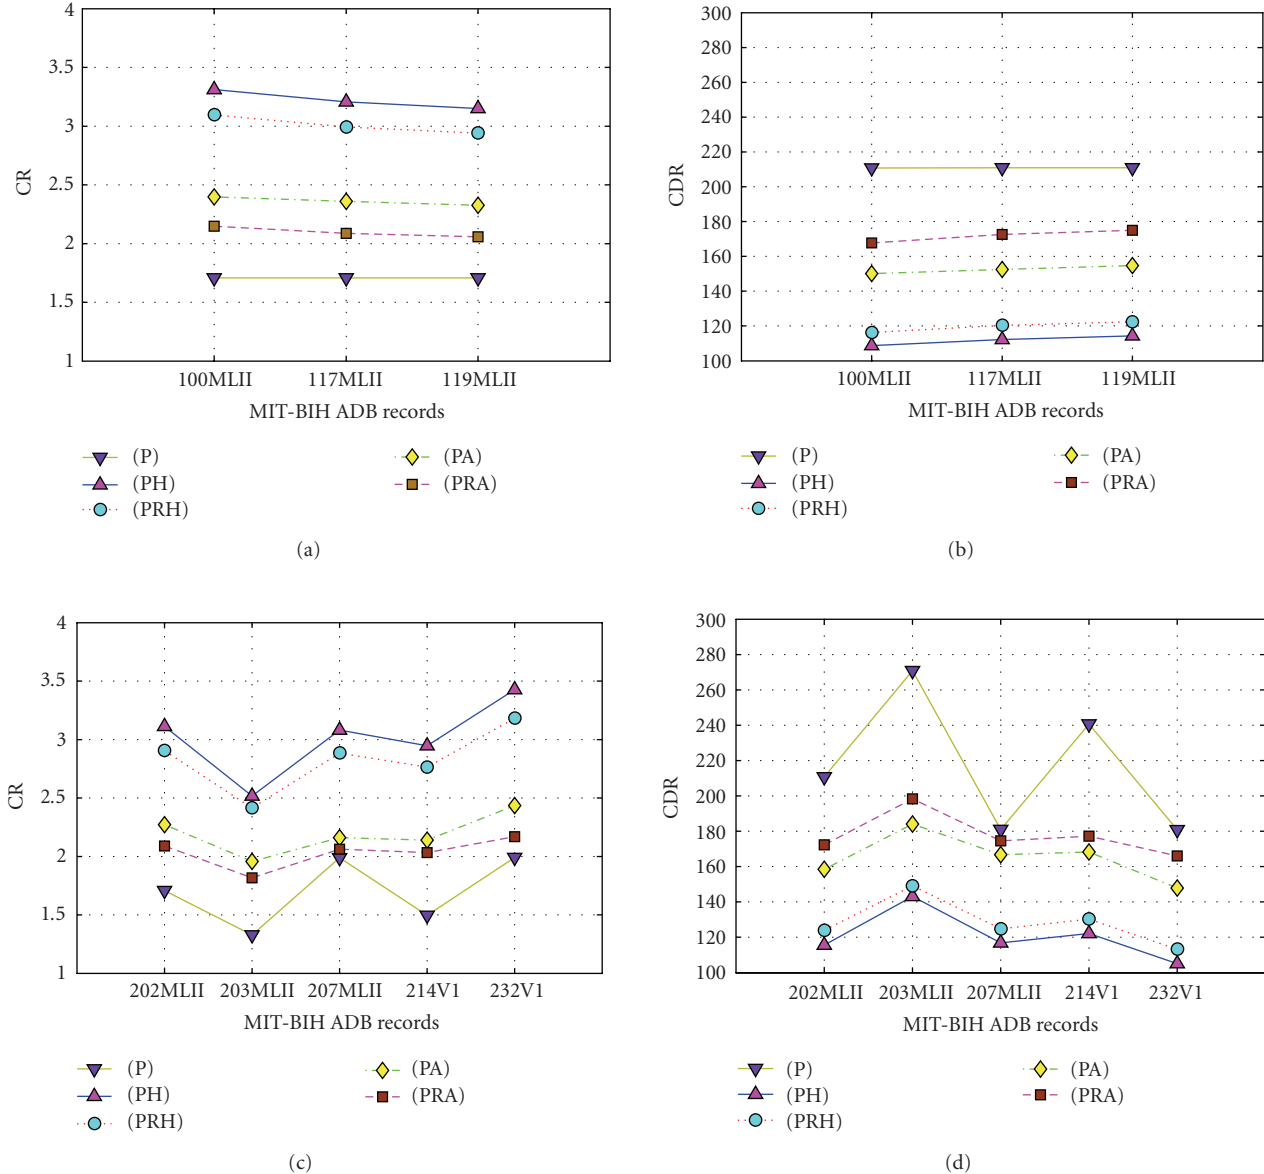 4
3.5
3
2.5
2
1.5
1
CR
100MLII 117MLII 119MLII
MIT-BIH ADB records
(P)
(PH)
(PRH)
(PA)
(PRA)
(a)
300
280
260
240
220
200
180
160
140
120
100
CDR
100MLII 117MLII 119MLII
MIT-BIH ADB records
(P)
(PH)
(PRH)
(PA)
(PRA)
(b)
4
3.5
3
2.5
2
1.5
1
CR
202MLII 203MLII 207MLII 214V1 232V1
MIT-BIH ADB records
(P)
(PH)
(PRH)
(PA)
(PRA)
(c)
300
280
260
240
220
200
180
160
140
120
100
CDR
202MLII 203MLII 207MLII 214V1 232V1
MIT-BIH ADB records
(P)
(PH)
(PRH)
(PA)
(PRA)
(d)